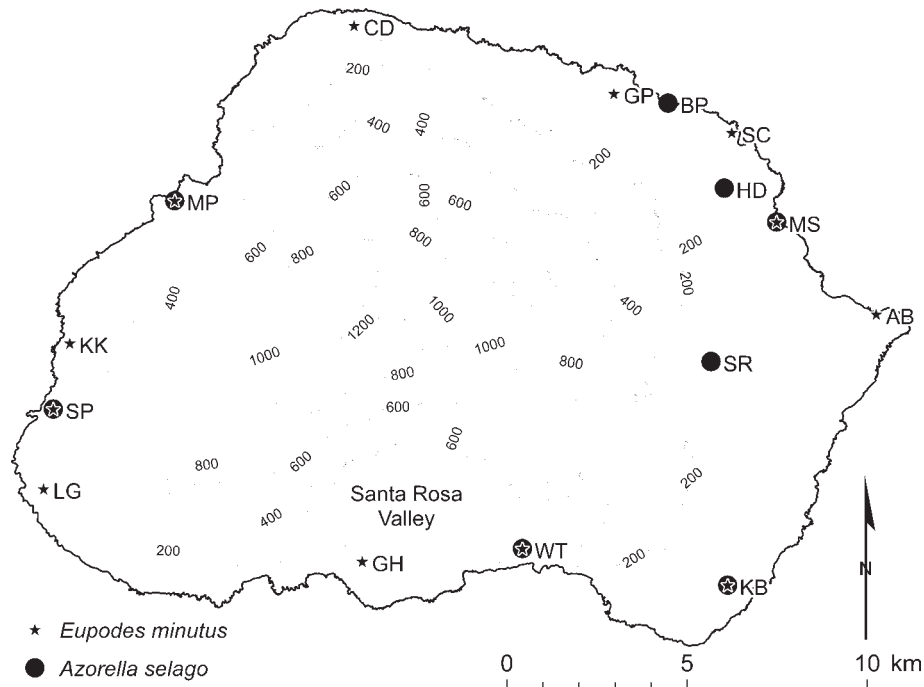 CD
200
GP
BP
400
400
SC
200
600
600
600
HD
MP
MS
800
600
800
200
200
400
1000
400
AB
1200
KK
1000
1000
800
SR
800
600
SP
600
800
600
200
LG
Santa Rosa
Valley
400
200
WT
200
GH
KB
N
Eupodes minutus
Azorella selago
0 5 10 km